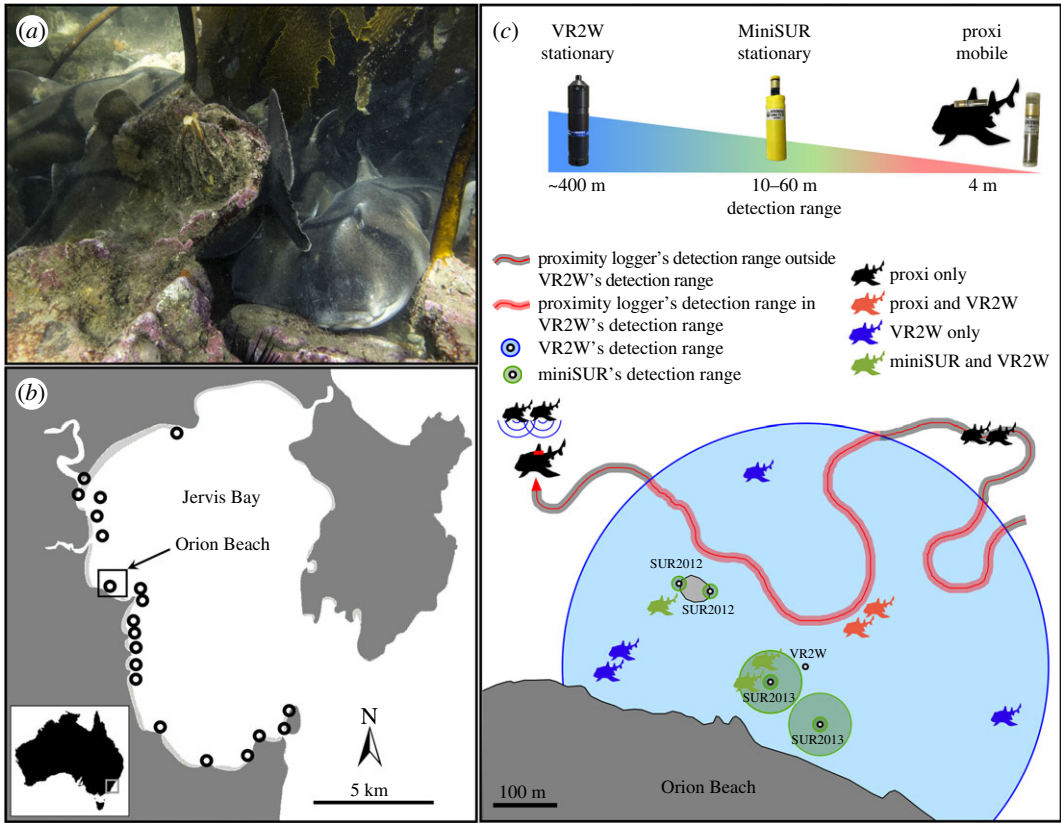 (a)
(b)
Jervis Bay
Orion Beach
N
5 km
(c)
VR2W
stationary
MiniSUR
stationary
proxi
mobile
~400 m
10–60 m
4 m
detection range
proximity logger's detection range outside
VR2W's detection range
proximity logger's detection range in
VR2W's detection range
VR2W's detection range
miniSUR's detection range
proxi only
proxi and VR2W
VR2W only
miniSUR and VR2W
SUR2012
SUR2012
VR2W
SUR2013
SUR2013
Orion Beach
100 m